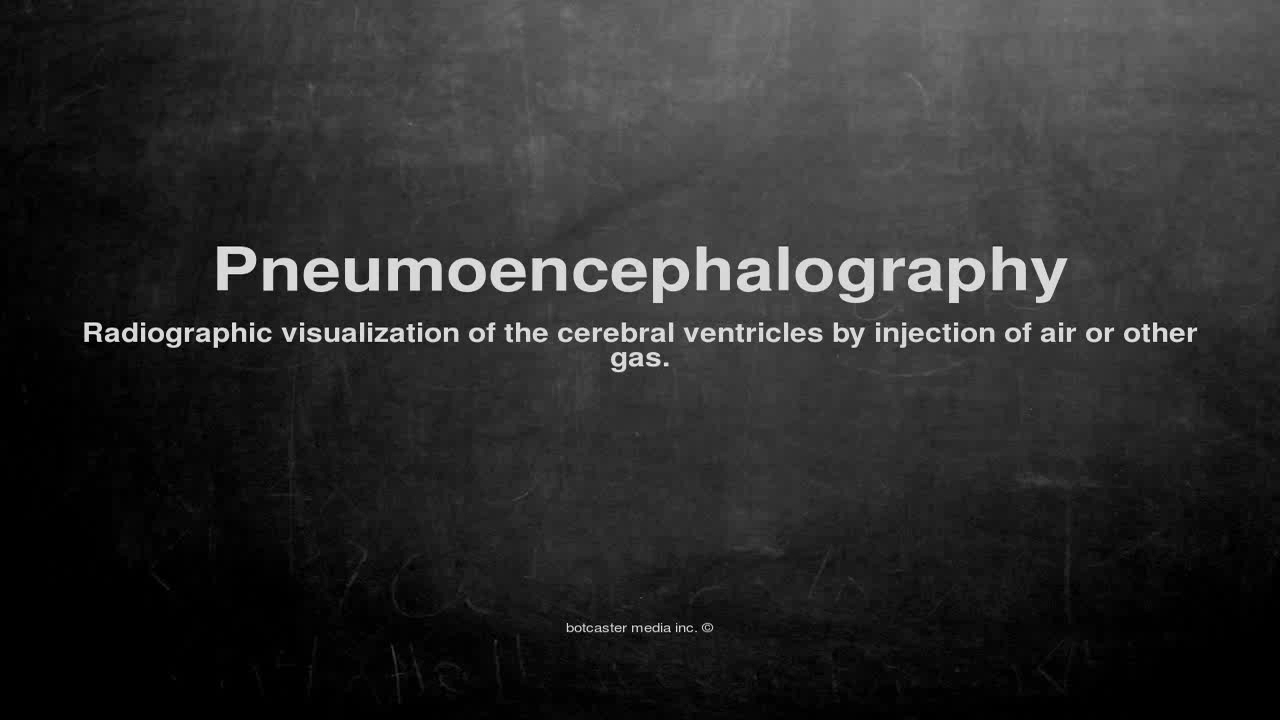 Pneumoencephalography
Radiographic visualization of the cerebral ventricles by injection of air or other
gas.
botcaster media inc. ©